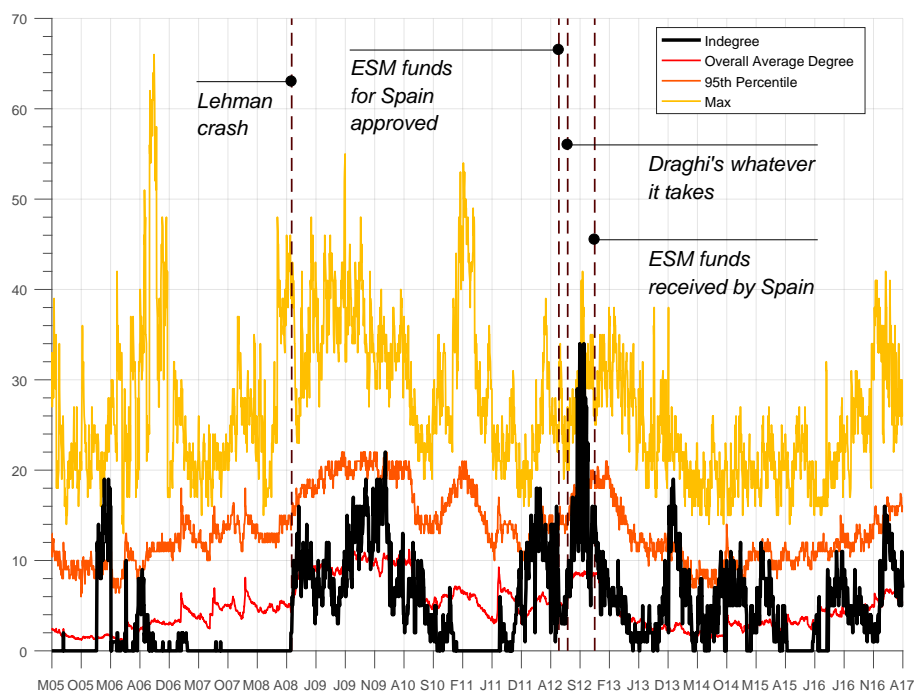 70
60
50
40
30
20
10
0
Indegree
Overall Average Degree
95th Percentile
Max
Lehman
crash
ESM funds
for Spain
approved
Draghi's whatever
it takes
ESM funds
received by Spain
M05 O05 M06 A06 D06 M07 O07 M08 A08 J09 J09 N09 A10 S10 F11 J11 D11 A12 S12 F13 J13 D13 M14 O14 M15 A15 J16 J16 N16 A17